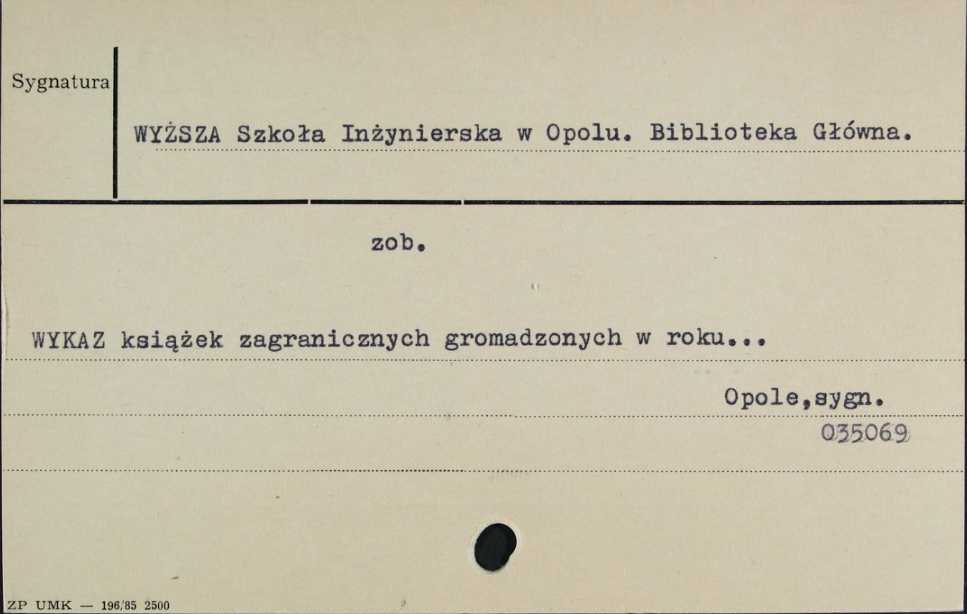 Sygnatura
WYŻSZA Szkoła Inżynierska w Opolu. Biblioteka Główna.
zob.
WYKAZ książek zagranicznych gromadzonych w roku...
Opole,sygn.
035069
ZP UMK — 196/85 2500